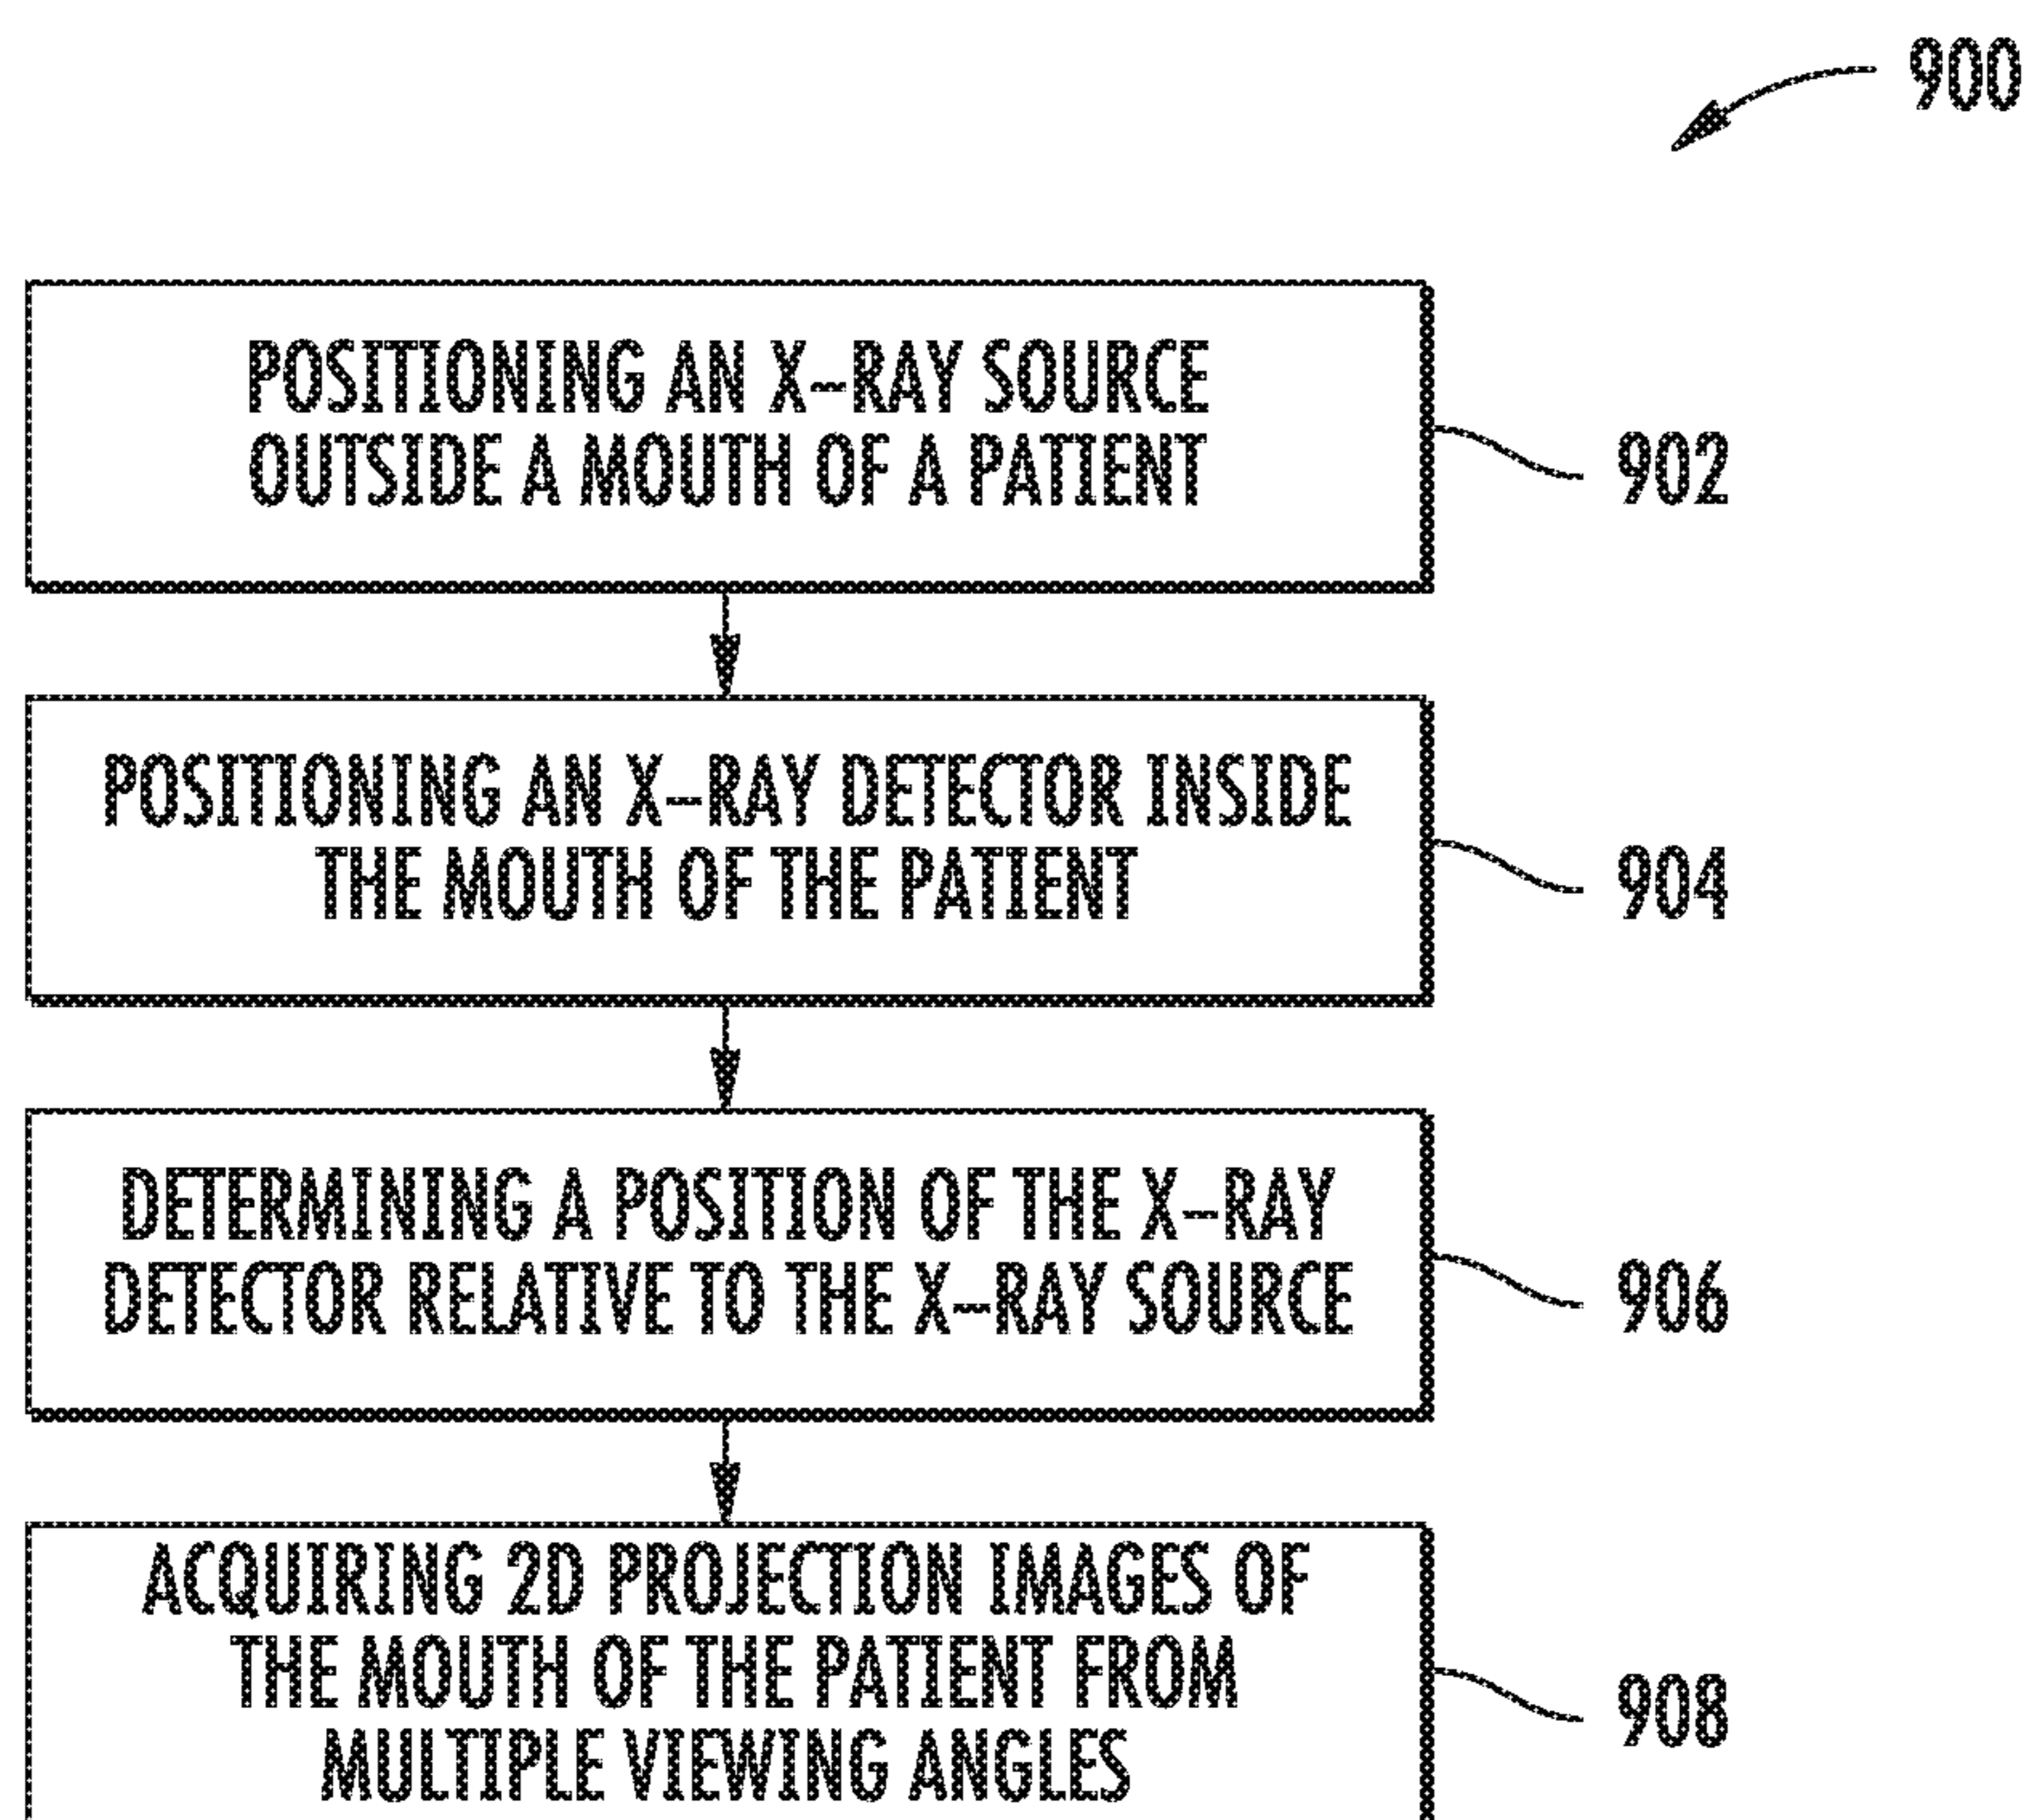 900
POSITIONING AN X-RAY SOURCE
OUTSIDE A MOUTH OF A PATIENT
902
POSITIONING AN X-RAY DETECTOR INSIDE
THE MOUTH OF THE PATIENT
904
DETERMINING A POSITION OF THE X-RAY
DETECTOR RELATIVE TO THE X-RAY SOURCE
906
ACQUIRING 2D PROJECTION IMAGES OF
THE MOUTH OF THE PATIENT FROM
MULTIPLE VIEWING ANGLES
908